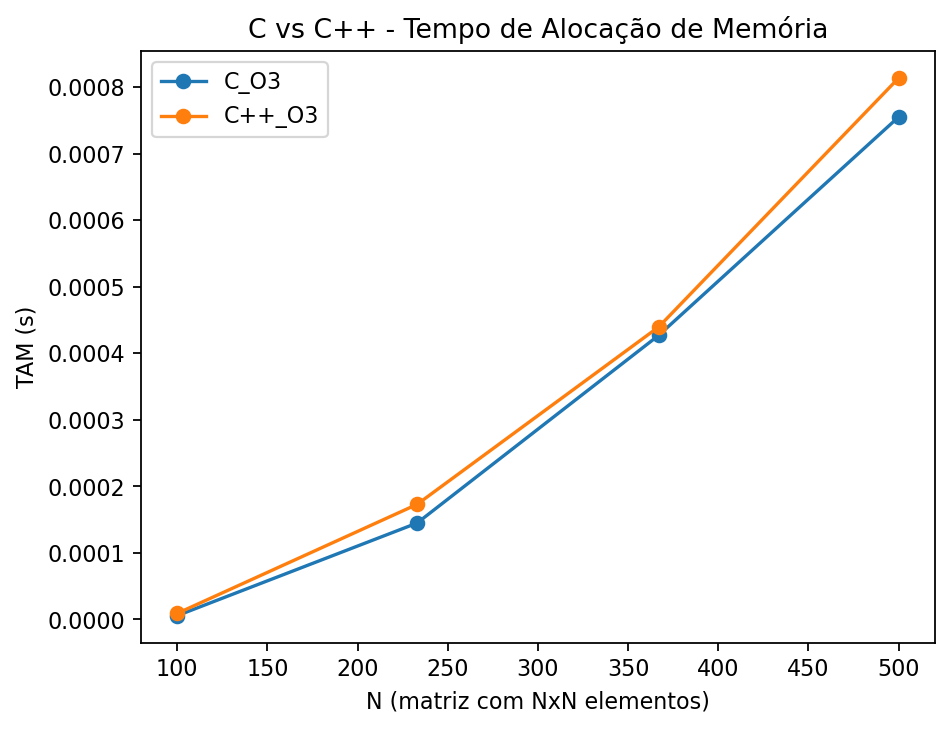 C vs C++ - Tempo de Alocação de Memória
C_O3
C++_O3
TAM (s)
0.0008
0.0007
0.0006
0.0005
0.0004
0.0003
0.0002
0.0001
0.0000
100 150 200 250 300 350 400 450 500
N (matriz com NxN elementos)